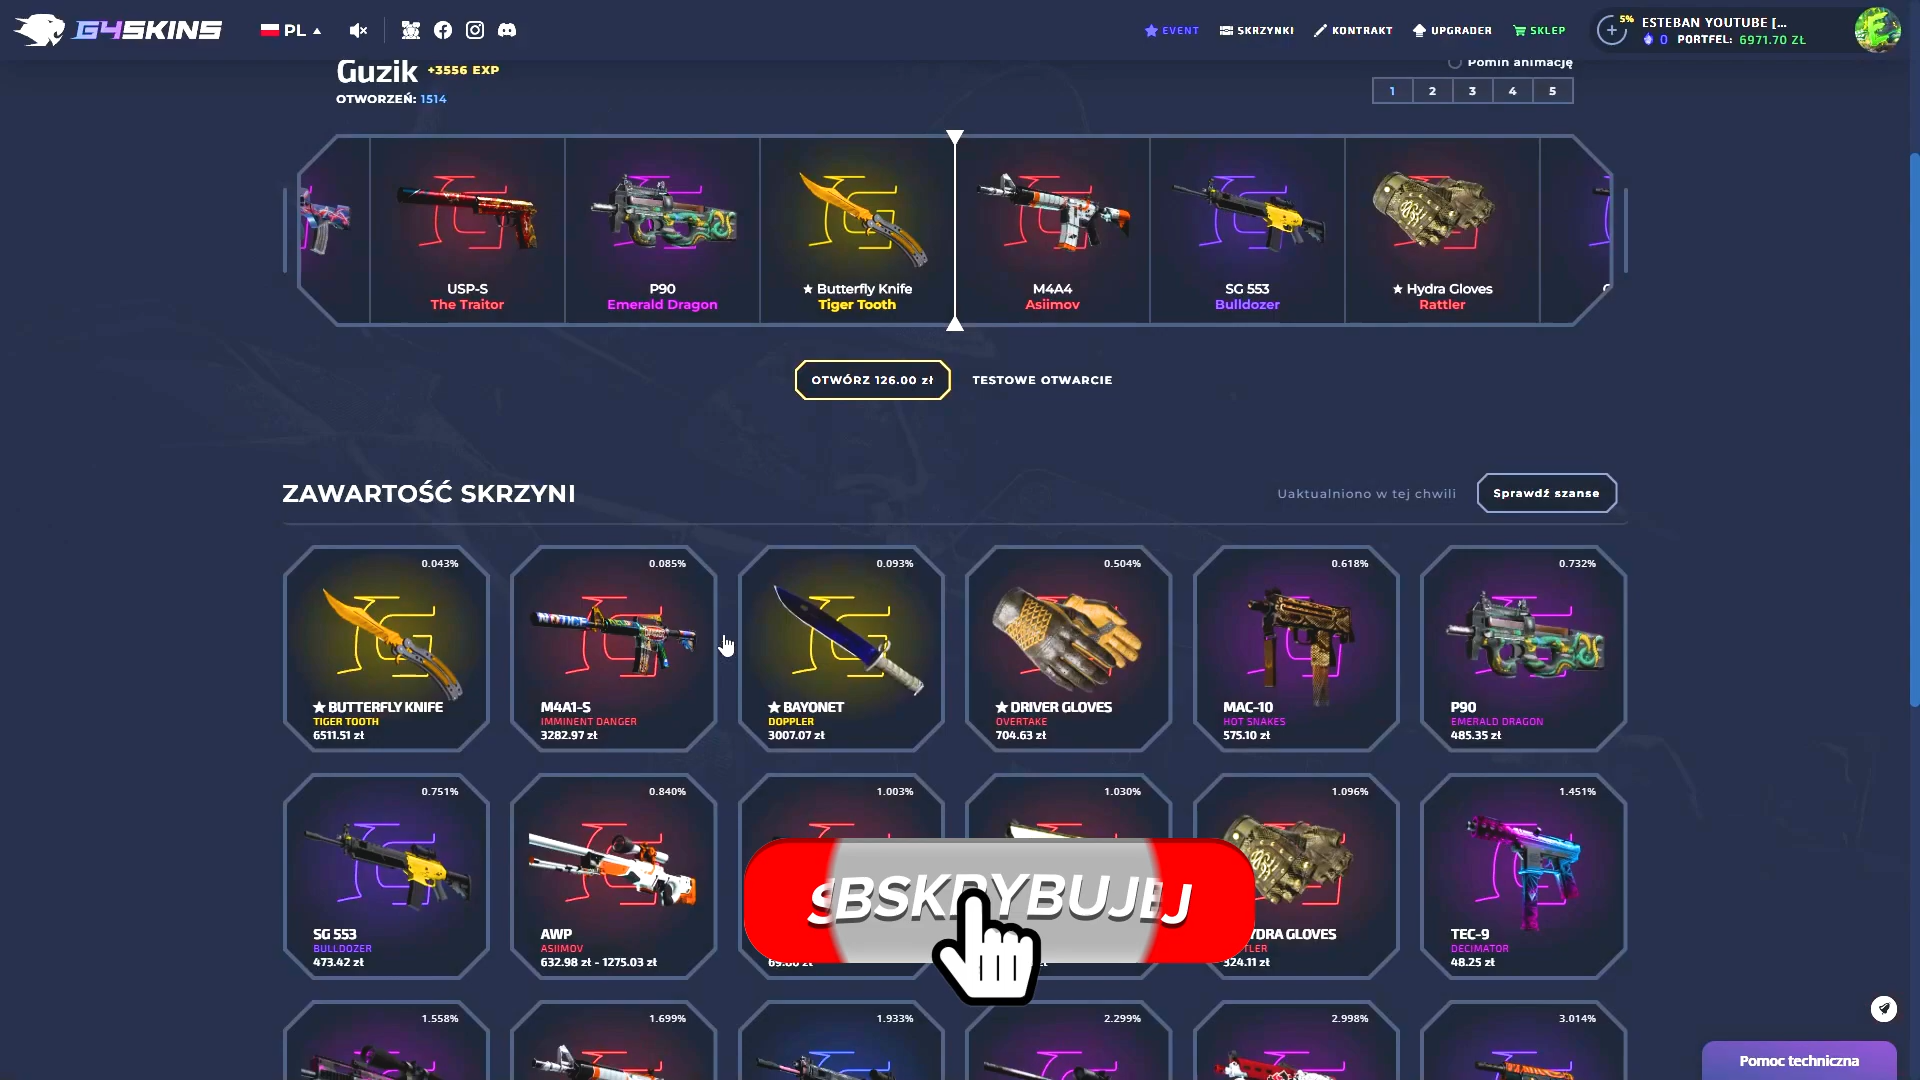 G4SKINS
PL
EVENT
SKRZYNKI
KONTRAKT
UPGRADER
SKLEP
5%
ESTEBAN YOUTUBE [...
0 PORTFEL: 6971.70 ZŁ
Guzik +3556 EXP
OTWORZEŃ: 1514
Pomiń animację
1 2 3 4 5
USP-S
The Traitor
P90
Emerald Dragon
★ Butterfly Knife
Tiger Tooth
M4A4
Asiimov
SG 553
Bulldozer
★ Hydra Gloves
Rattler
OTWÓRZ 126.00 zł
TESTOWE OTWARCIE
ZAWARTOŚĆ SKRZYNI
Uaktualniono w tej chwili
Sprawdź szanse
0.043%
★ BUTTERFLY KNIFE
TIGER TOOTH
6511.51 zł
0.085%
M4A1-S
IMMINENT DANGER
3282.97 zł
0.093%
★ BAYONET
DOPPLER
3007.07 zł
0.504%
★ DRIVER GLOVES
OVERTAKE
704.63 zł
0.618%
MAC-10
HOT SNAKES
575.10 zł
0.732%
P90
EMERALD DRAGON
485.35 zł
0.751%
SG 553
BULLDOZER
473.42 zł
0.840%
AWP
ASIIMOV
632.98 zł - 1275.03 zł
1.003%
1.030%
1.096%
YDRA GLOVES
TLER
324.11 zł
1.451%
TEC-9
DECIMATOR
48.25 zł
1.558%
1.699%
1.933%
2.299%
2.998%
3.014%
Pomoc techniczna